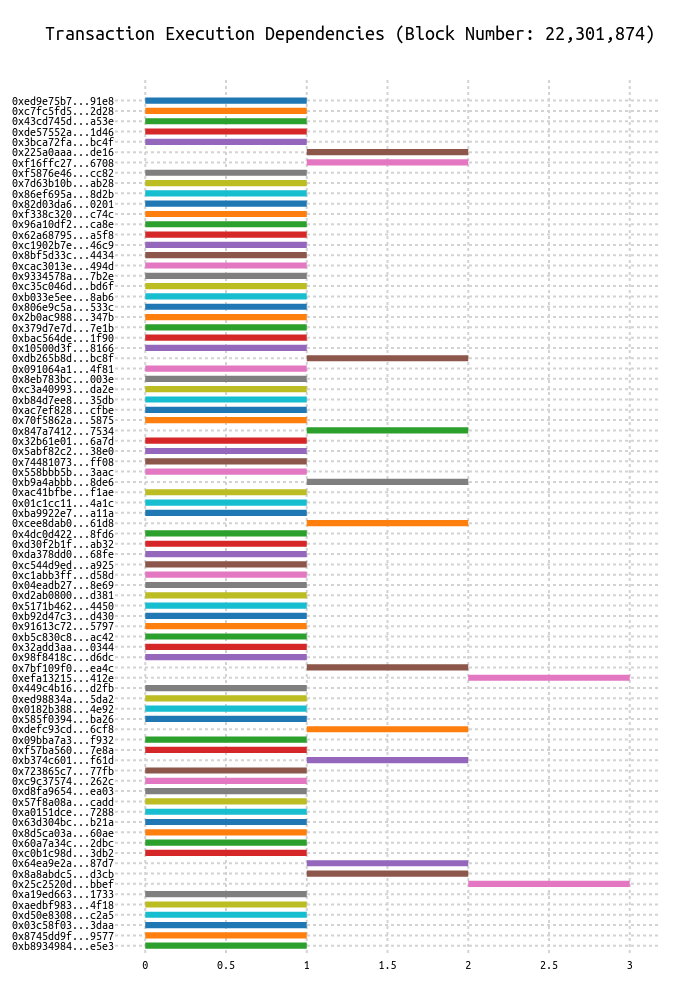 Transaction Execution Dependencies (Block Number: 22,301,874)
0xed9e75b7...91e8
0xc7fc5fd5...2d28
0x43cd745d...a53e
0xde57552a...1d46
0x3bca72fa...bc4f
0x225a0aaa...de16
0xf16ffc27...6708
0xf5876e46...cc82
0x7d63b10b...ab28
0x86ef695a...8d2b
0x82d03da6...0201
0xf338c320...c74c
0x96a10df2...ca8e
0x62a68795...a5f8
0xc1902b7e...46c9
0x8bf5d33c...4434
0xcac3013e...494d
0x9334578a...7b2e
0xc35c046d...bd6f
0xb033e5ee...8ab6
0x806e9c5a...533c
0x2b0ac988...347b
0x379d7e7d...7e1b
0xbac564de...1f90
0x10500d3f...8166
0xdb265b8d...bc8f
0x091064a1...4f81
0x8eb783bc...003e
0xc3a40993...da2e
0xb84d7ee8...35db
0xac7ef828...cfbe
0x70f5862a...5875
0x847a7412...7534
0x32b61e01...6a7d
0x5abf82c2...38e0
0x74481073...ff08
0x558bbb5b...3aac
0xb9a4abbb...8de6
0xac41bfbe...f1ae
0x01c1cc11...4a1c
0xba9922e7...a11a
0xcee8dab0...61d8
0x4dc0d422...8fd6
0xd30f2b1f...ab32
0xda378dd0...68fe
0xc544d9ed...a925
0xc1abb3ff...d58d
0x04eadb27...8e69
0xd2ab0800...d381
0x5171b462...4450
0xb92d47c3...d430
0x91613c72...5797
0xb5c830c8...ac42
0x32add3aa...0344
0x98f8418c...d6dc
0x7bf109f0...ea4c
0xefa13215...412e
0x449c4b16...d2fb
0xed98834a...5da2
0x0182b388...4e92
0x585f0394...ba26
0xdefc93cd...6cf8
0x09bba7a3...f932
0xf57ba560...7e8a
0xb374c601...f61d
0x723865c7...77fb
0xc9c37574...262c
0xd8fa9654...ea03
0x57f8a08a...cadd
0xa0151dce...7288
0x63d304bc...b21a
0x8d5ca03a...60ae
0x60a7a34c...2dbc
0xc0b1c98d...3db2
0x64ea9e2a...87d7
0x8a8abdc5...d3cb
0x25c2520d...bbef
0xa19ed663...1733
0xaedbf983...4f18
0xd50e8308...c2a5
0x03c58f03...3daa
0x8745dd9f...9577
0xb8934984...e5e3
0 0.5 1 1.5 2 2.5 3